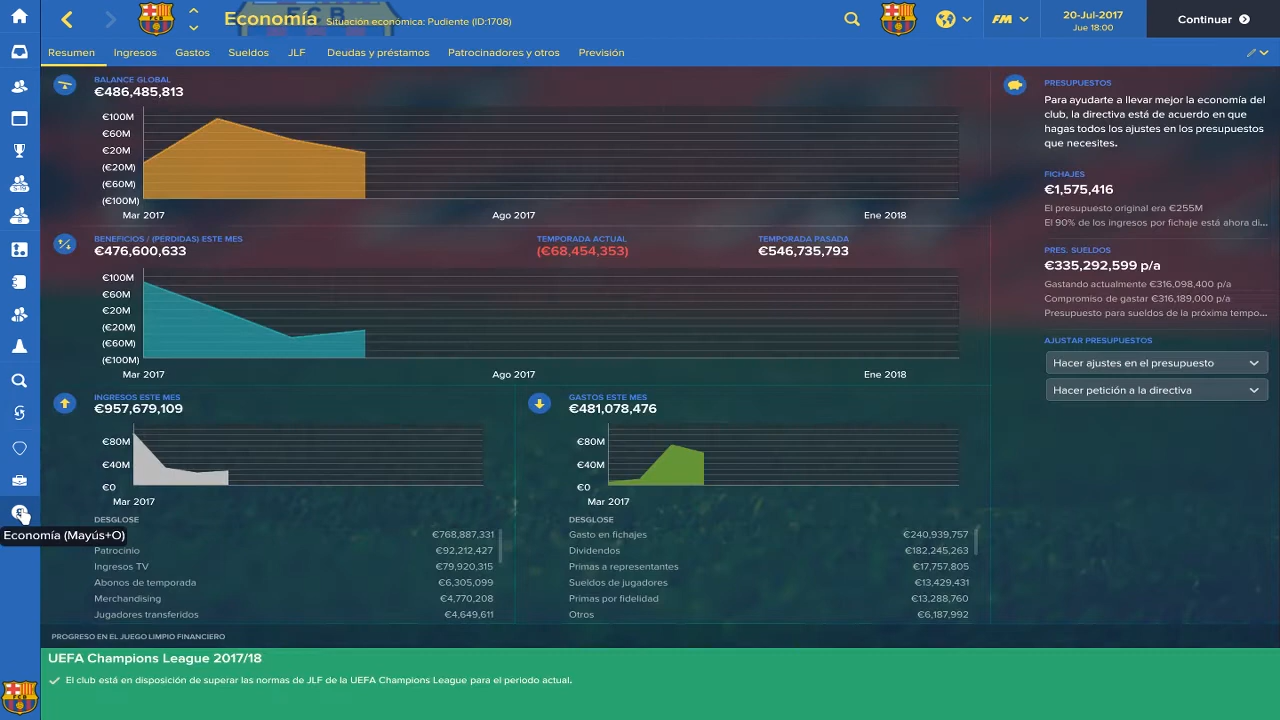 Economía
Situación económica: Pudiente (ID:1708)
FM
20-Jul-2017
Jue 18:00
Continuar
Resumen
Ingresos
Gastos
Sueldos
JLF
Deudas y préstamos
Patrocinadores y otros
Previsión
BALANCE GLOBAL
€486,485,813
€100M
€60M
€20M
(€20M)
(€60M)
(€100M)
Mar 2017
Ago 2017
Ene 2018
BENEFICIOS / (PÉRDIDAS) ESTE MES
€476,600,633
TEMPORADA ACTUAL
(€68,454,353)
TEMPORADA PASADA
€546,735,793
€100M
€60M
€20M
(€20M)
(€60M)
(€100M)
Mar 2017
Ago 2017
Ene 2018
INGRESOS ESTE MES
€957,679,109
€80M
€40M
€0
Mar 2017
DESGLOSE
€768,887,331
Patrocinio €92,212,427
Ingresos TV €79,920,315
Abonos de temporada €6,305,099
Merchandising €4,770,208
Jugadores transferidos €4,649,611
GASTOS ESTE MES
€481,078,476
€80M
€40M
€0
Mar 2017
DESGLOSE
Gasto en fichajes €240,939,757
Dividendos €182,245,263
Primas a representantes €17,757,805
Sueldos de jugadores €13,429,431
Primas por fidelidad €13,288,760
Otros €6,187,992
PRESUPUESTOS
Para ayudarte a llevar mejor la economía del
club, la directiva está de acuerdo en que
hagas todos los ajustes en los presupuestos
que necesites.
FICHAJES
€1,575,416
El presupuesto original era €255M
El 90% de los ingresos por fichaje está ahora di...
PRES. SUELDOS
€335,292,599 p/a
Gastando actualmente €316,098,400 p/a
Compromiso de gastar €316,189,000 p/a
Presupuesto para sueldos de la próxima tempo...
AJUSTAR PRESUPUESTOS
Hacer ajustes en el presupuesto
Hacer petición a la directiva
Economía (Mayús+O)
PROGRESO EN EL JUEGO LIMPIO FINANCIERO
UEFA Champions League 2017/18
El club está en disposición de superar las normas de JLF de la UEFA Champions League para el periodo actual.